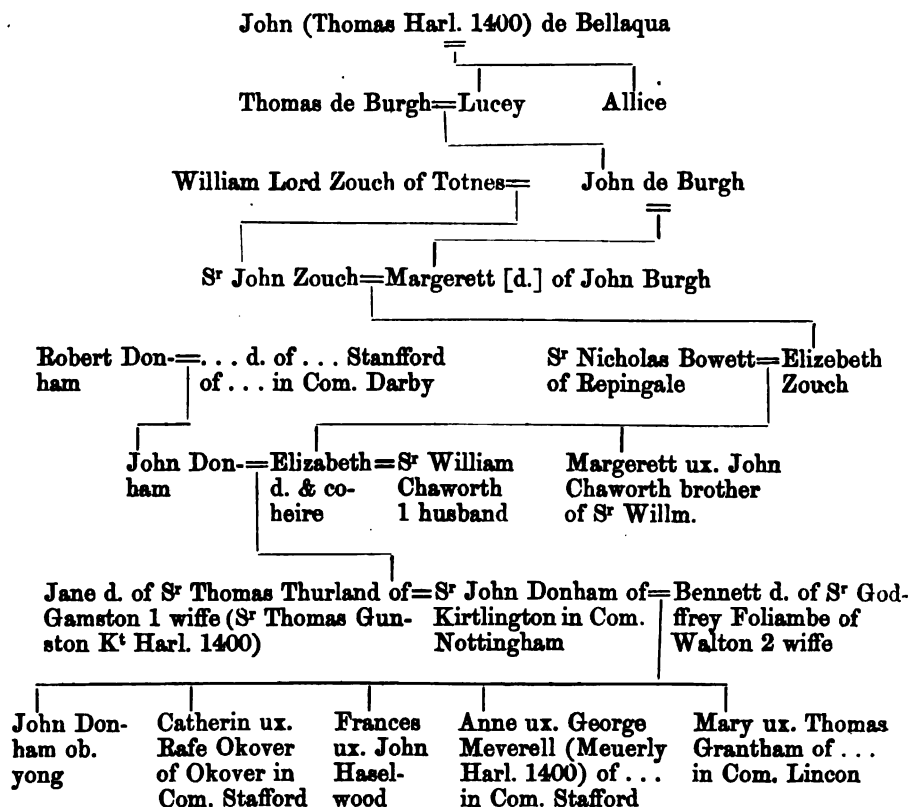 John (Thomas Harl. 1400) de Bellaqua
Thomas de Burgh=Lucey Allice
William Lord Zouch of Totnes= John de Burgh
Sr John Zouch=Margerett [d.] of John Burgh
Robert Don-=. . . d. of . . . Stanfford
ham of . . . in Com. Darby
Sr Nicholas Bowett=Elizebeth
of Repingale Zouch
John Don-=Elizabeth=Sr William
ham d. & co- Chaworth
heire 1 husband
Margerett ux. John
Chaworth brother
of Sr Willm.
Jane d. of Sr Thomas Thurland of=Sr John Donham of=Bennett d. of Sr God-
Gamston 1 wiffe (Sr Thomas Gun- Kirtlington in Com. ffrey Foliambe of
ston Kt Harl. 1400) Nottingham Walton 2 wiffe
John Don-
ham ob.
yong
Catherin ux.
Rafe Okover
of Okover in
Com. Stafford
Frances
ux. John
Hasel-
wood
Anne ux. George
Meverell (Meuerly
Harl. 1400) of . . .
in Com. Stafford
Mary ux. Thomas
Grantham of . . .
in Com. Lincon